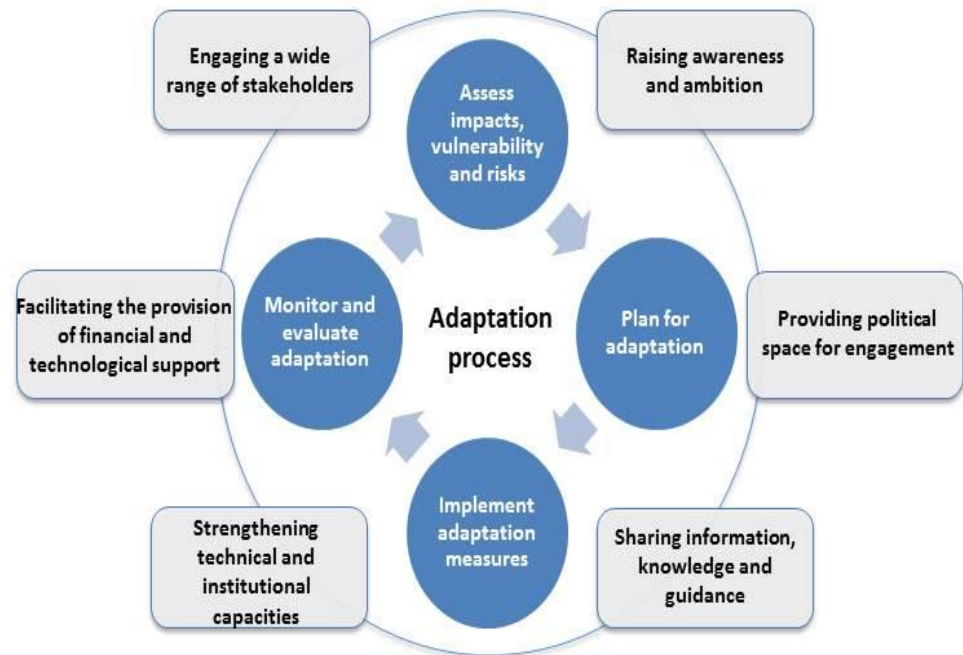 Engaging a wide
range of stakeholders
Raising awareness
and ambition
Assess
impacts,
vulnerability
and risks
Facilitating the provision
of financial and
technological support
Monitor and
evaluate
adaptation
Adaptation
process
Plan for
adaptation
Providing political
space for engagement
Strengthening
technical and
institutional
capacities
Implement
adaptation
measures
Sharing information,
knowledge and
guidance